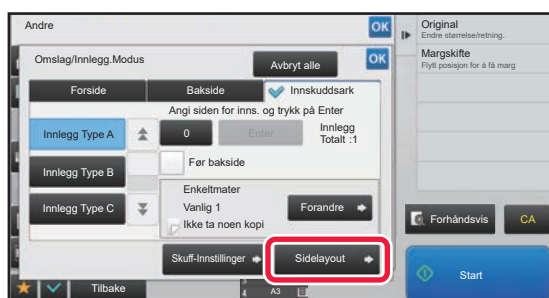 Andre
OK
Omslag/Innlegg.Modus
Avbryt alle
OK
Forside
Bakside
Innskuddsark
Angi siden for inns. og trykk på Enter
Innlegg Type A
0
Enter
Innlegg
Totalt :1
Innlegg Type B
Før bakside
Innlegg Type C
Enkeltmater
Vanlig 1
Ikke ta noen kopi
Forandre
Skuff-Innstillinger
Sidelayout
Tilbake
4
A3
Original
Endre størrelse/retning.
Margskifte
Flytt posisjon for å få marg
Forhåndsvis
CA
Start